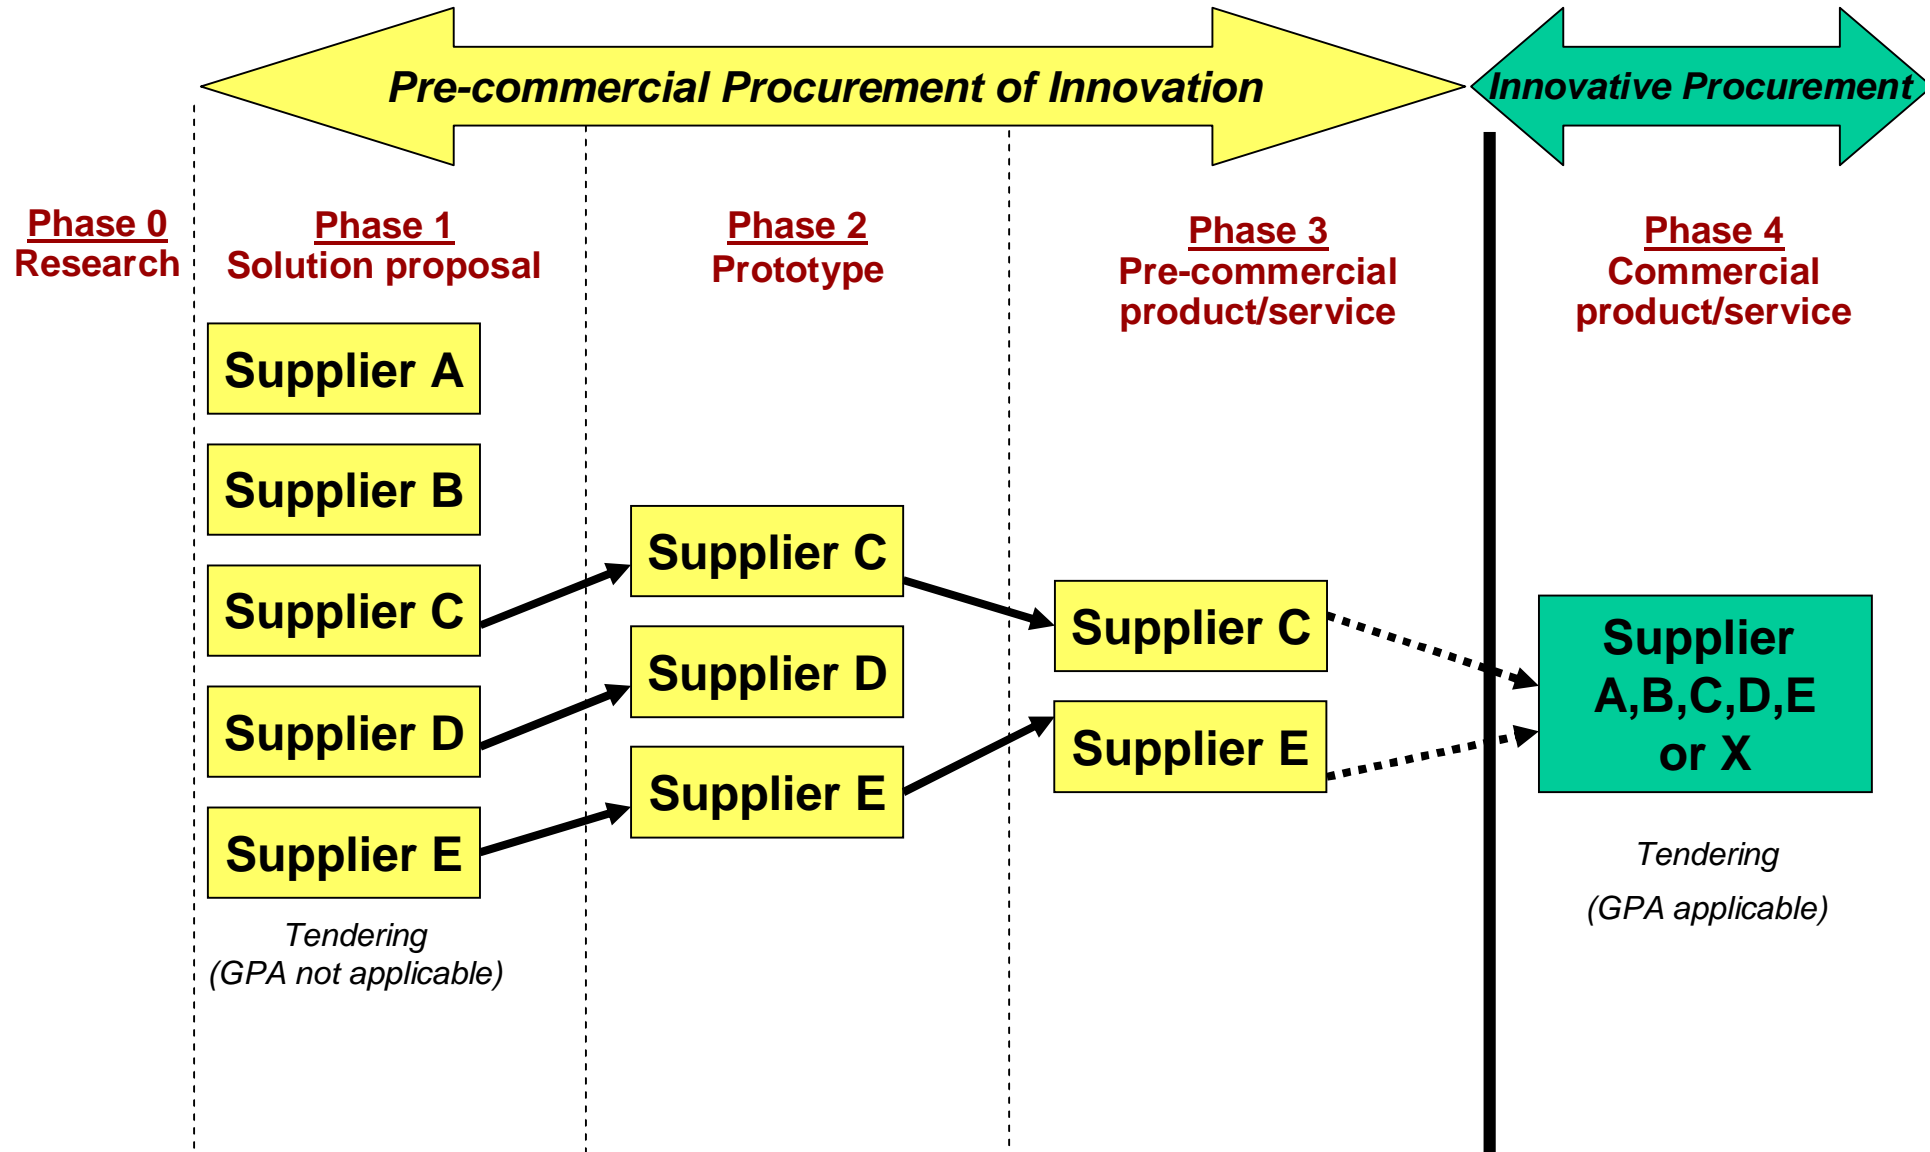 Pre-commercial Procurement of Innovation
Innovative Procurement
Phase 0
Research
Phase 1
Solution proposal
Phase 2
Prototype
Phase 3
Pre-commercial
product/service
Phase 4
Commercial
product/service
Supplier A
Supplier B
Supplier C
Supplier D
Supplier E
Tendering
(GPA not applicable)
Supplier C
Supplier D
Supplier E
Supplier C
Supplier E
Supplier
A,B,C,D,E
or X
Tendering
(GPA applicable)